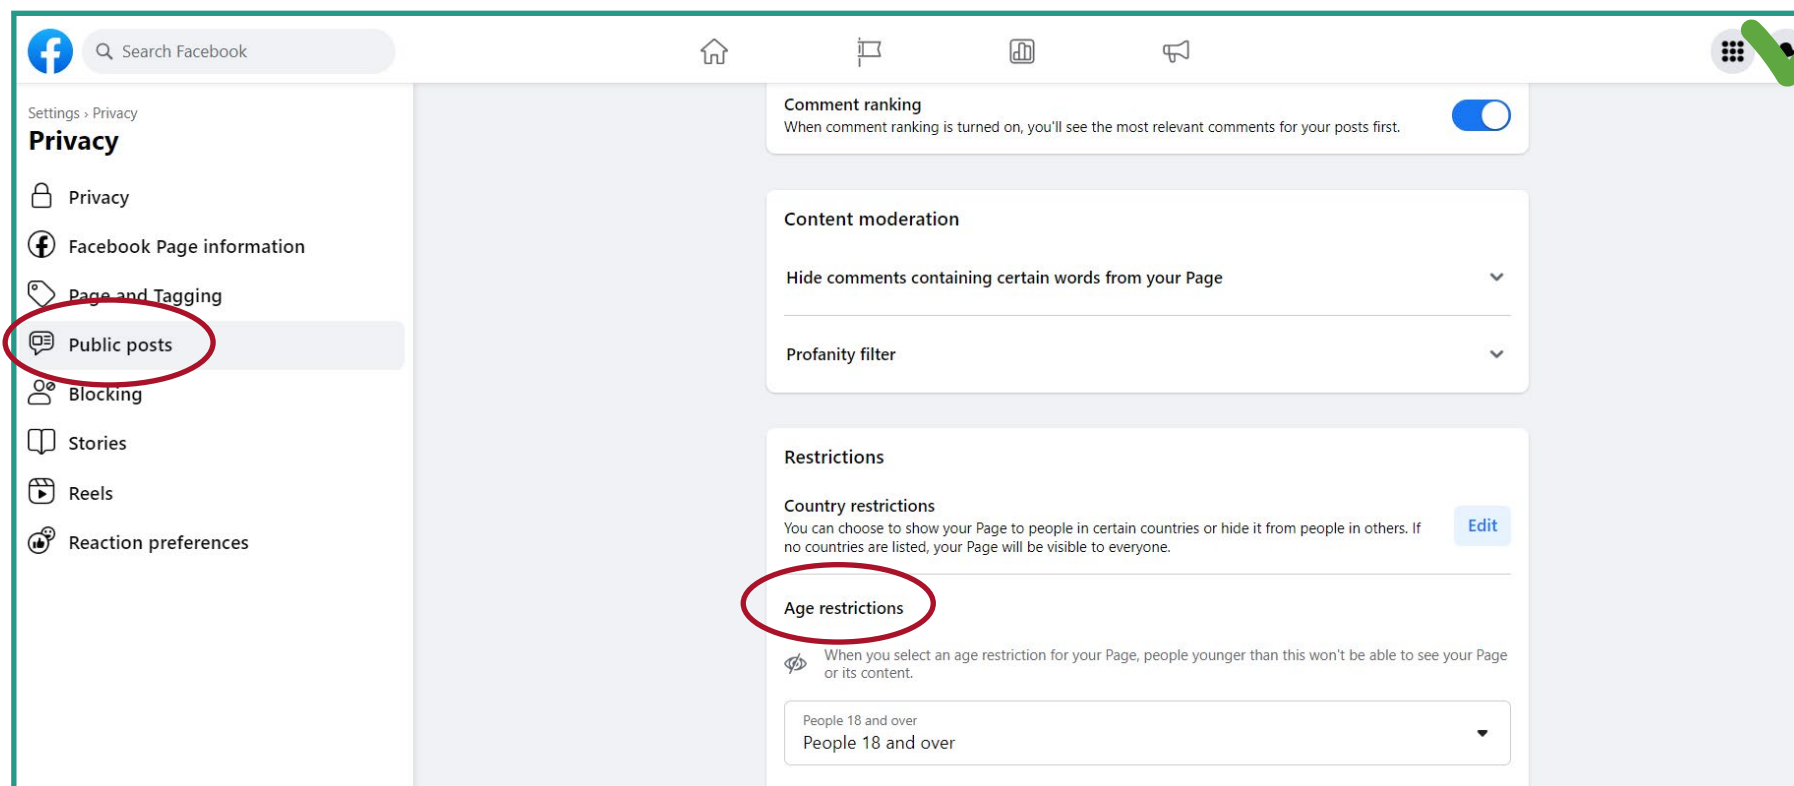 Search Facebook
Settings › Privacy
Privacy
Privacy
Facebook Page information
Page and Tagging
Public posts
Blocking
Stories
Reels
Reaction preferences
Comment ranking
When comment ranking is turned on, you'll see the most relevant comments for your posts first.
Content moderation
Hide comments containing certain words from your Page
Profanity filter
Restrictions
Country restrictions
You can choose to show your Page to people in certain countries or hide it from people in others. If
no countries are listed, your Page will be visible to everyone.
Edit
Age restrictions
When you select an age restriction for your Page, people younger than this won't be able to see your Page
or its content.
People 18 and over
People 18 and over